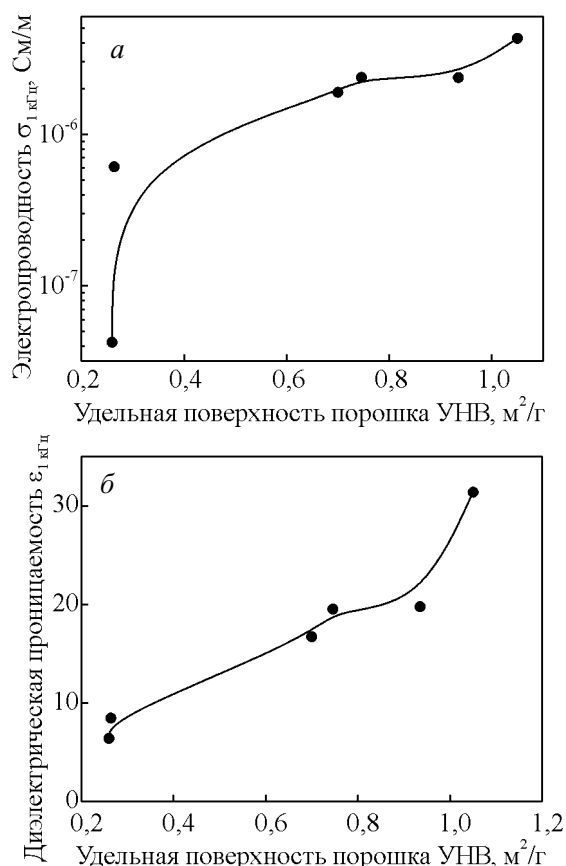 Электропроводность σ₁ кГц, См/м
а
10⁻⁶
10⁻⁷
0,2 0,4 0,6 0,8 1,0
Удельная поверхность порошка УНВ, м²/г
Диэлектрическая проницаемость ε₁ кГц
б
30
20
10
0
0,2 0,4 0,6 0,8 1,0 1,2
Удельная поверхность порошка УНВ, м²/г